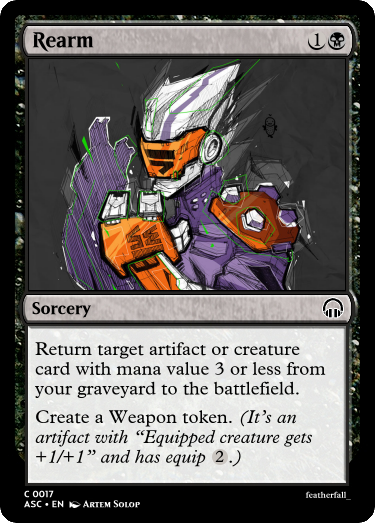 Rearm 1
Sorcery
Return target artifact or creature
card with mana value 3 or less from
your graveyard to the battlefield.
Create a Weapon token. (It's an
artifact with “Equipped creature gets
+1/+1” and has equip 2.)
C 0017
ASC • EN Artem Solop
featherfall_